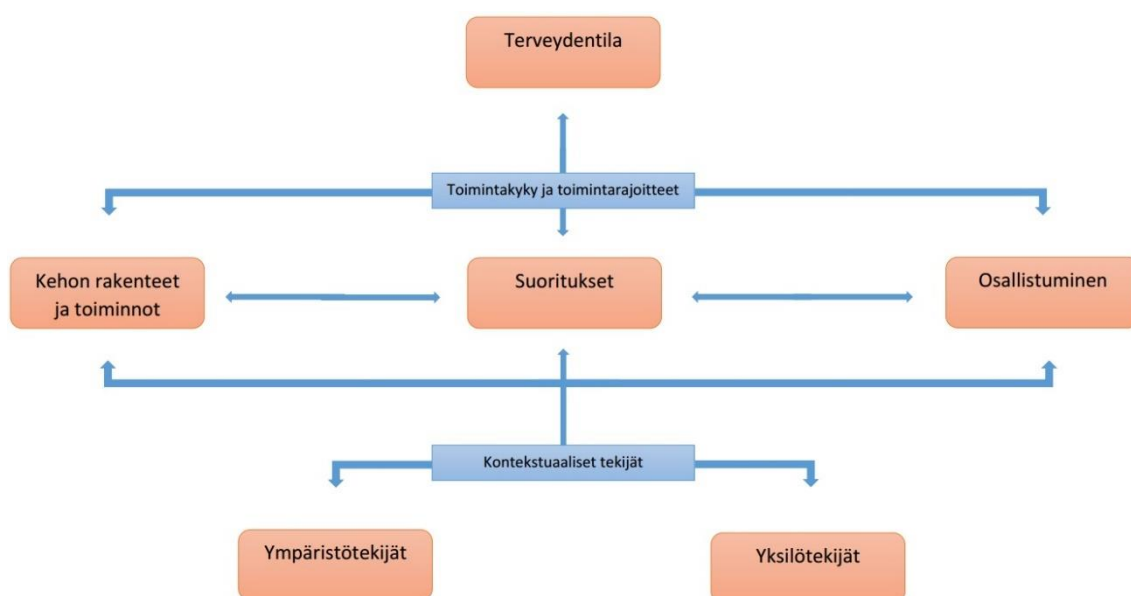 Terveydentila
Toimintakyky ja toimintarajoitteet
Kehon rakenteet
ja toiminnot
Suoritukset
Osallistuminen
Kontekstuaaliset tekijät
Ympäristötekijät
Yksilötekijät